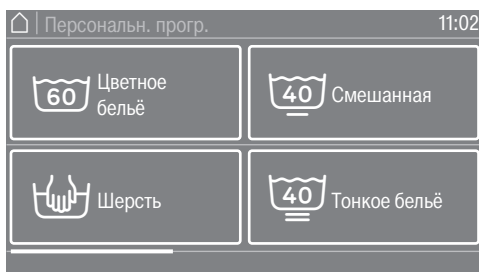 Персональн. прогр. 11:02
60 Цветное
бельё
40 Смешанная
Шерсть
40 Тонкое бельё